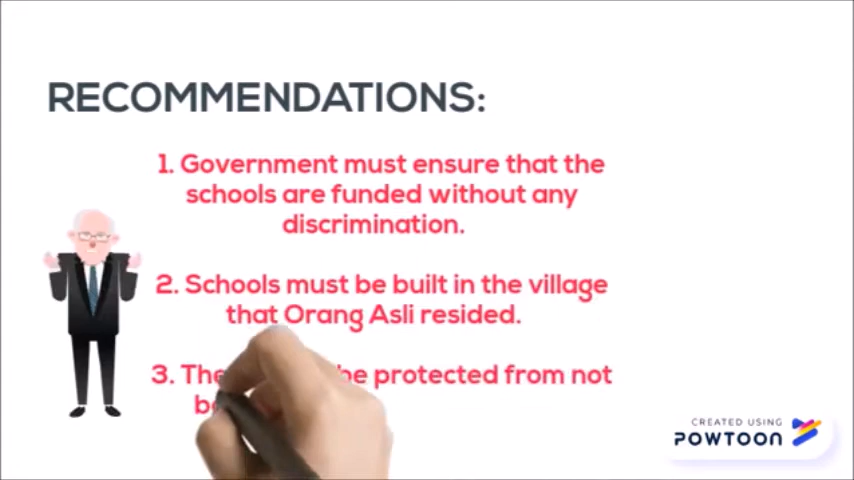 RECOMMENDATIONS:
1. Government must ensure that the
schools are funded without any
discrimination.
2. Schools must be built in the village
that Orang Asli resided.
3. The be protected from not
CREATED USING
POWTOON